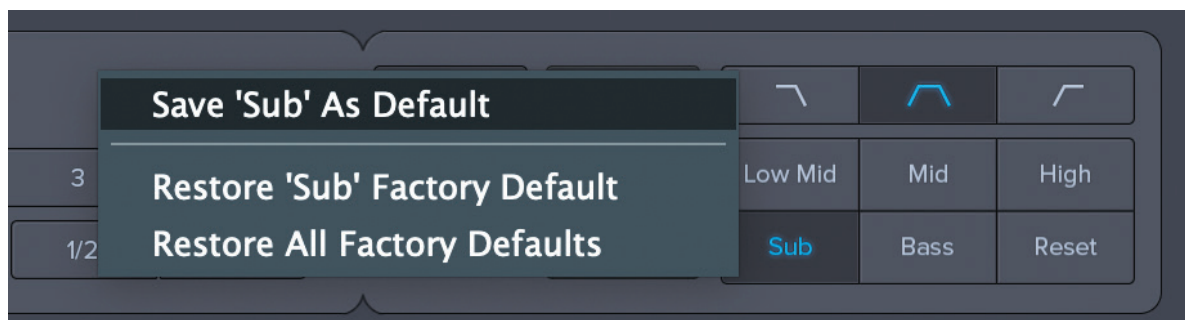 Save 'Sub' As Default
Restore 'Sub' Factory Default
Restore All Factory Defaults
3
1/2
Low Mid
Mid
High
Sub
Bass
Reset